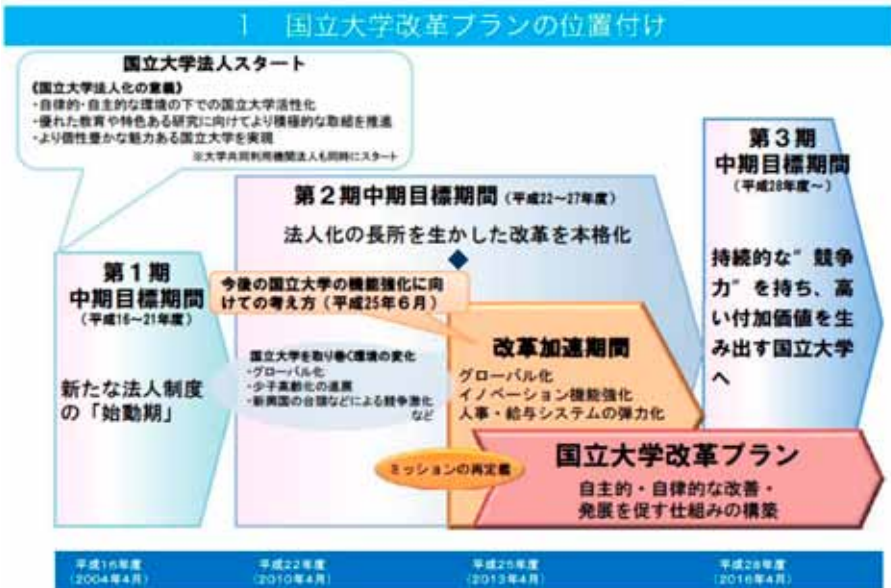 1 国立大学改革プランの位置付け
国立大学法人スタート
《国立大学法人化の意義》
・自律的・自主的な環境の下での国立大学活性化
・優れた教育や特色ある研究に向けてより積極的な取組を推進
・より個性豊かな魅力ある国立大学を実現
※大学共同利用機関法人も同時にスタート
第1期
中期目標期間
(平成16～21年度)
新たな法人制度
の「始動期」
第2期中期目標期間 (平成22～27年度)
法人化の長所を生かした改革を本格化
今後の国立大学の機能強化に向
けての考え方(平成25年6月)
国立大学を取り巻く環境の変化
・グローバル化
・少子高齢化の進展
・新興国の台頭などによる競争激化
など
改革加速期間
グローバル化
イノベーション機能強化
人事・給与システムの弾力化
ミッションの再定義
国立大学改革プラン
自主的・自律的な改善・
発展を促す仕組みの構築
第3期
中期目標期間
(平成28年度～)
持続的な“競争
力”を持ち、高
い付加価値を生
み出す国立大学
へ
平成16年度
(2004年4月)
平成22年度
(2010年4月)
平成25年度
(2013年4月)
平成28年度
(2016年4月)